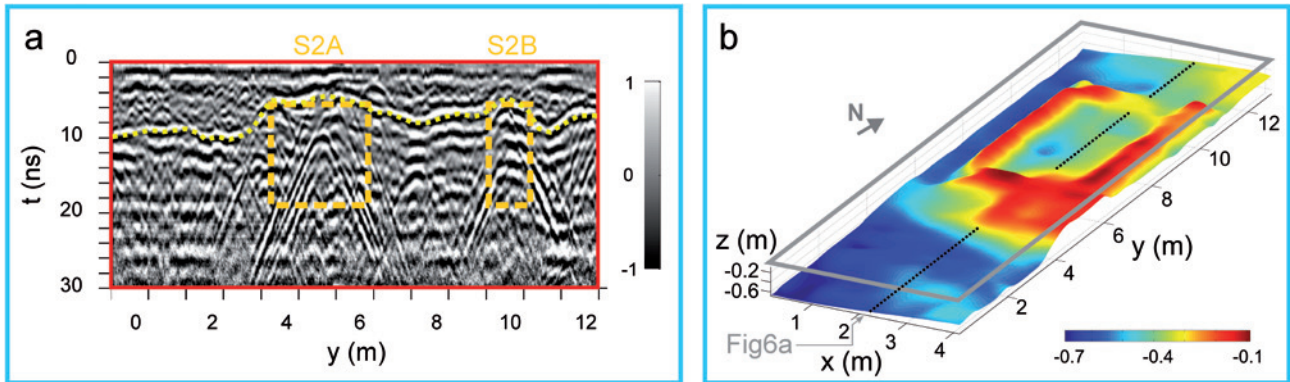 a
S2A S2B
0
10
20
30
t (ns)
0 2 4 6 8 10 12
y (m)
1
0
-1
b
N
z (m)
-0.2
-0.6
1 2 3 4
x (m)
Fig6a
2 4 6 8 10 12
y (m)
-0.7 -0.4 -0.1